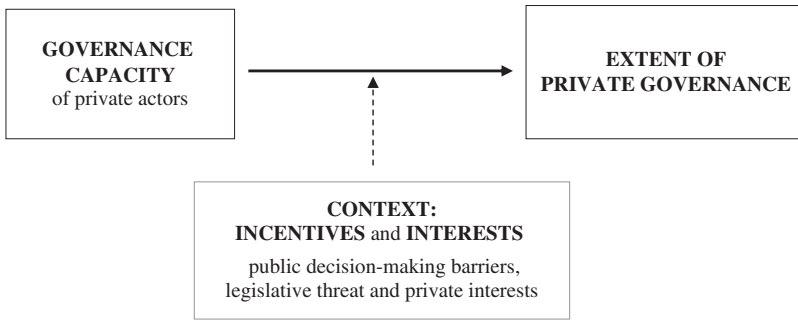 GOVERNANCE
CAPACITY
of private actors
EXTENT OF
PRIVATE GOVERNANCE
CONTEXT:
INCENTIVES and INTERESTS
public decision-making barriers,
legislative threat and private interests